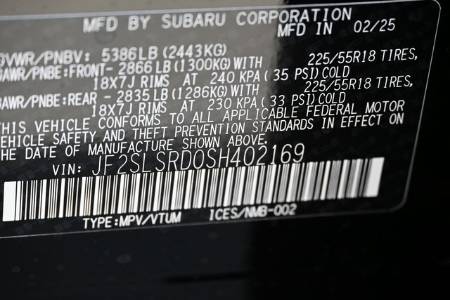 MFD BY SUBARU CORPORATION
MFD IN 02/25
GVWR/PNBV: 5386LB (2443KG)
GAWR/PNBE:FRONT- 2866LB (1300KG) 225/55R18 TIRES,
18X7J RIMS AT 240 KPA(35 PSI)COLD
GAWR/PNBE:REAR - 2835LB (1286KG) 225/55R18 TIRES,
18X7J RIMS AT 230 KPA(33 PSI)COLD
THIS VEHICLE CONFORMS TO ALL APPLICABLE FEDERAL MOTOR
VEHICLE SAFETY AND THEFT PREVENTION STANDARDS IN EFFECT ON
THE DATE OF MANUFACTURE SHOWN ABOVE.
VIN: JF2SLSRD0SH402169
TYPE:MPV/VTUM ICES/NMB-002